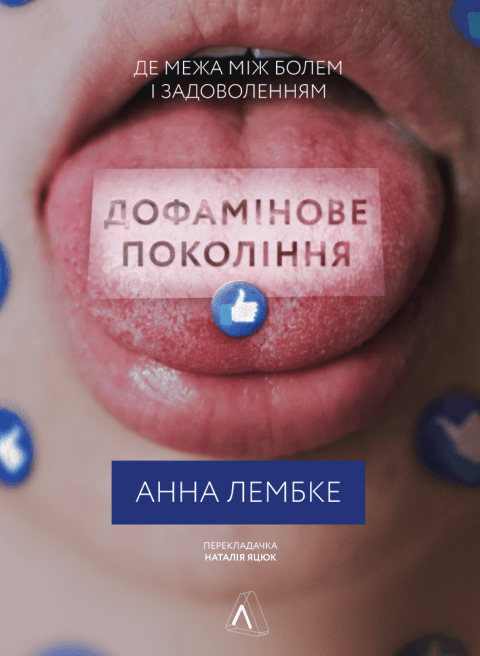 ДЕ МЕЖА МІЖ БОЛЕМ
І ЗАДОВОЛЕННЯМ
ДОФАМІНОВЕ
ПОКОЛІННЯ
АННА ЛЕМБКЕ
ПЕРЕКЛАДАЧКА
НАТАЛІЯ ЯЦЮК